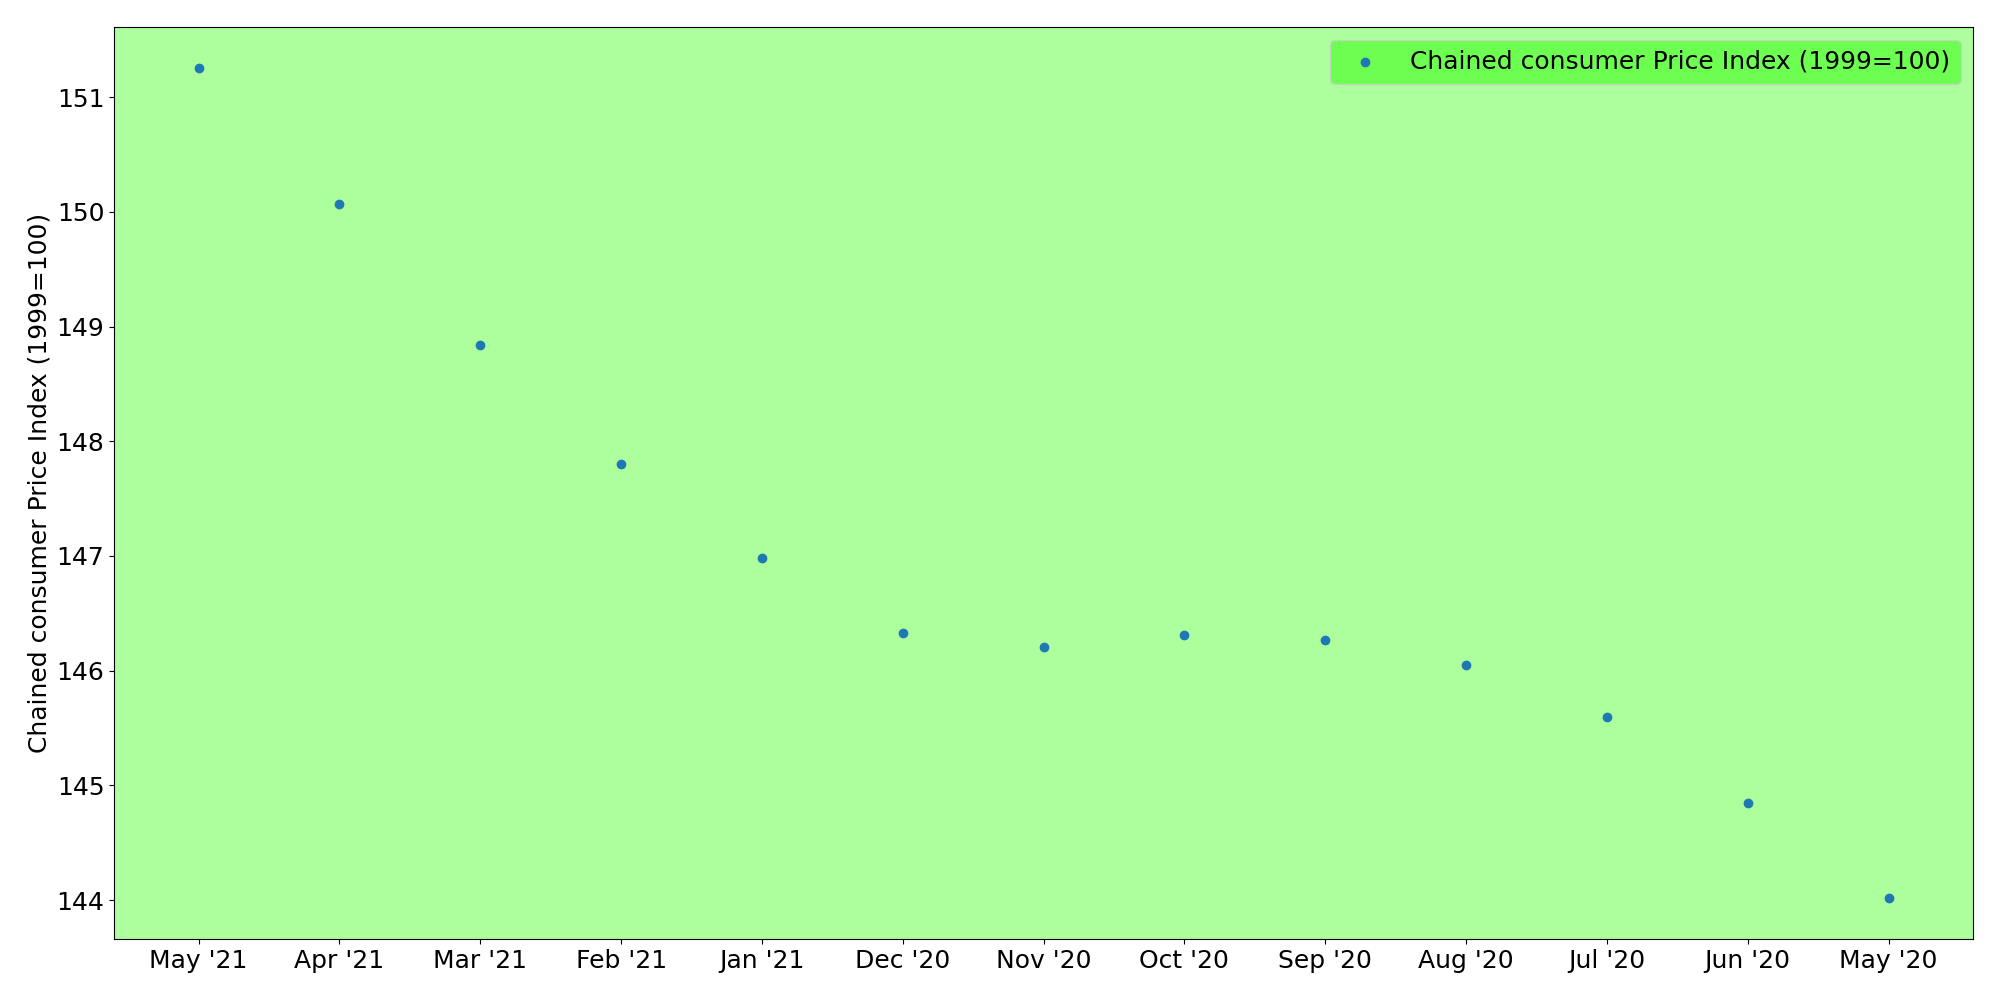 Chained consumer Price Index (1999=100)
Chained consumer Price Index (1999=100)
151
150
149
148
147
146
145
144
May '21 Apr '21 Mar '21 Feb '21 Jan '21 Dec '20 Nov '20 Oct '20 Sep '20 Aug '20 Jul '20 Jun '20 May '20